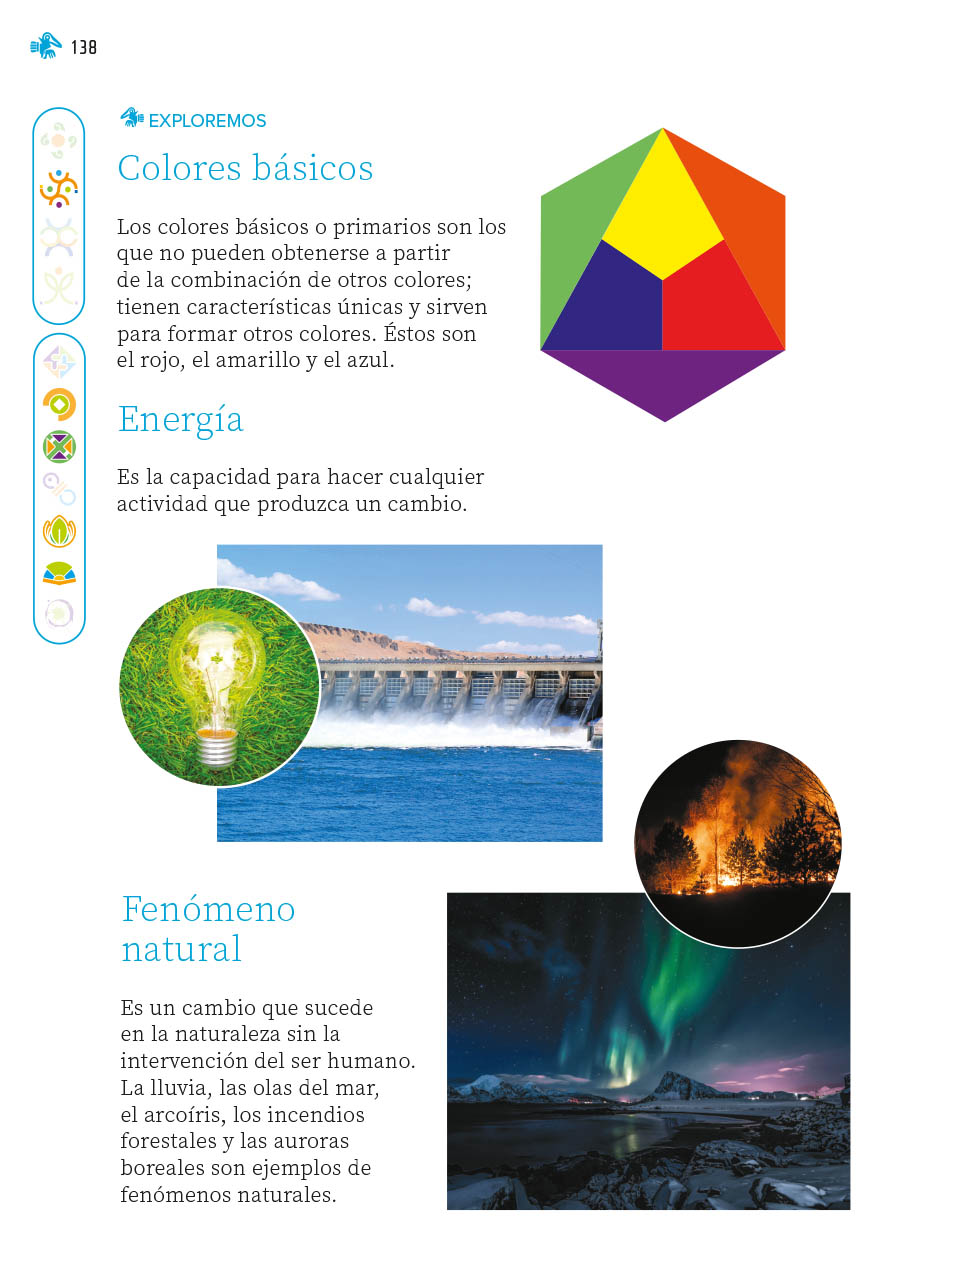 138
EXPLOREMOS
Colores básicos
Los colores básicos o primarios son los
que no pueden obtenerse a partir
de la combinación de otros colores;
tienen características únicas y sirven
para formar otros colores. Éstos son
el rojo, el amarillo y el azul.
Energía
Es la capacidad para hacer cualquier
actividad que produzca un cambio.
Fenómeno
natural
Es un cambio que sucede
en la naturaleza sin la
intervención del ser humano.
La lluvia, las olas del mar,
el arcoíris, los incendios
forestales y las auroras
boreales son ejemplos de
fenómenos naturales.